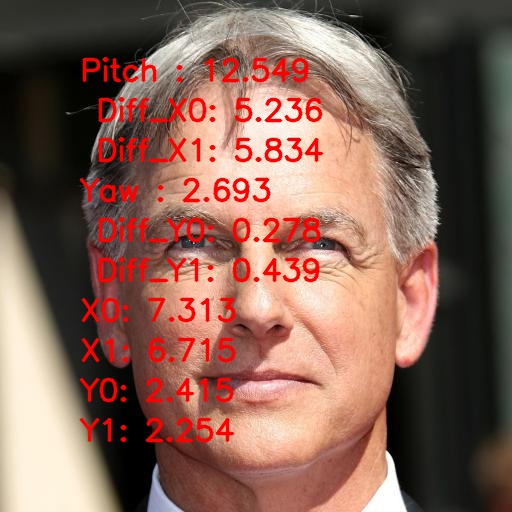 Pitch : 12.549
Diff_X0: 5.236
Diff_X1: 5.834
Yaw : 2.693
Diff_Y0: 0.278
Diff_Y1: 0.439
X0: 7.313
X1: 6.715
Y0: 2.415
Y1: 2.254